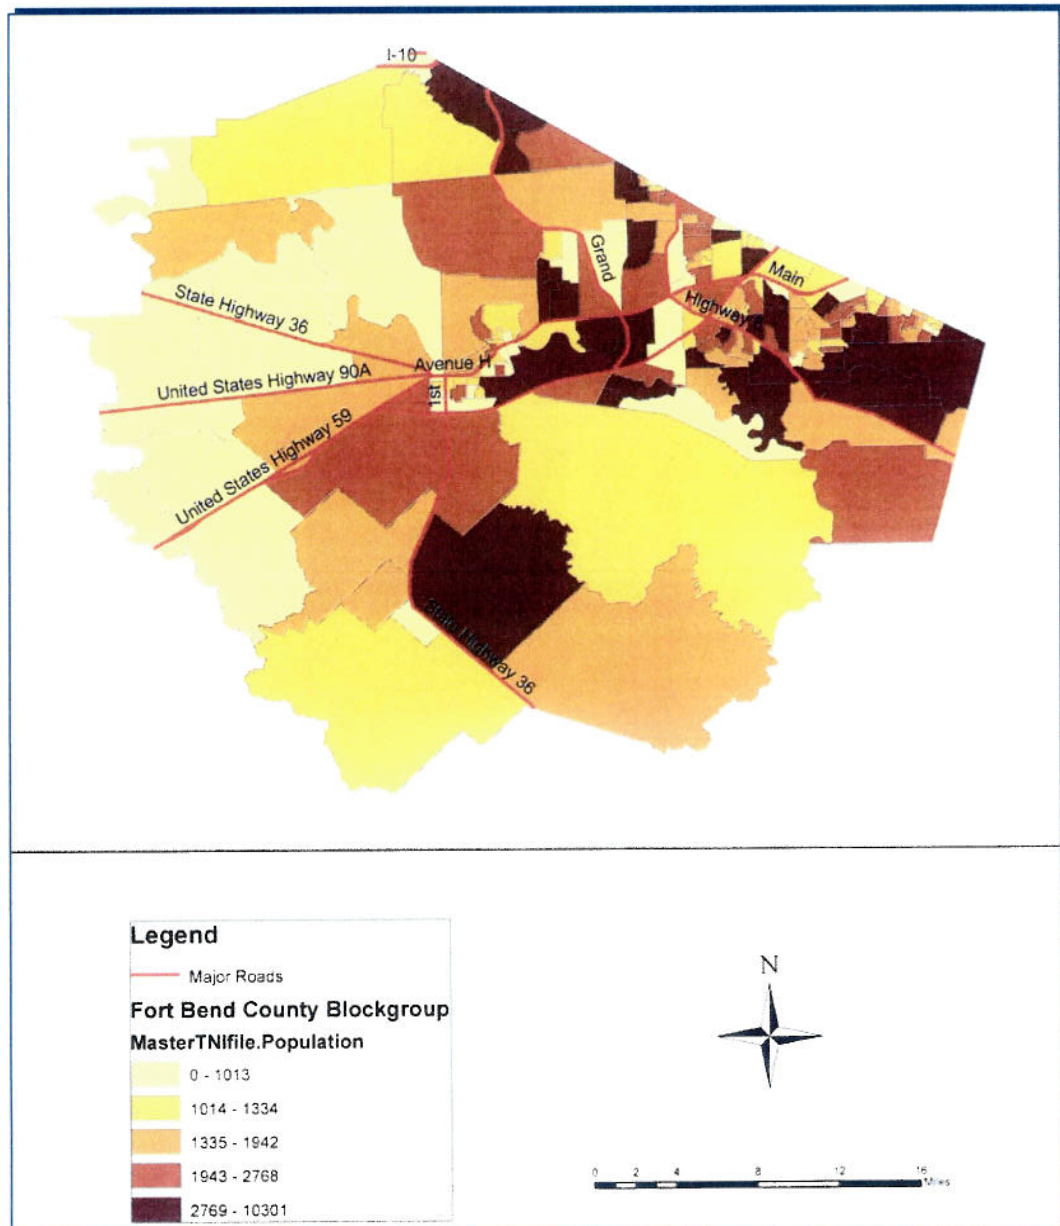 I-10
Grand
Main
Highway 6
State Highway 36
Avenue H
United States Highway 90A
1st
United States Highway 59
State Highway 36
Legend
Major Roads
Fort Bend County Blockgroup
MasterTNIfile.Population
0 - 1013
1014 - 1334
1335 - 1942
1943 - 2768
2769 - 10301
N
0 2 4 8 12 16
Miles